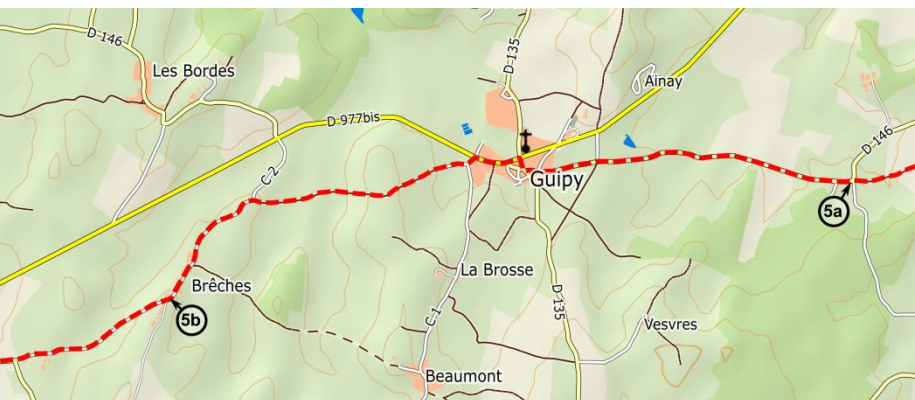 D 146
D 135
Les Bordes
Ainay
D 977bis
D 146
C 2
Guipy
5a
La Brosse
Brêches
5b
C 1
D 135
Vesvres
Beaumont